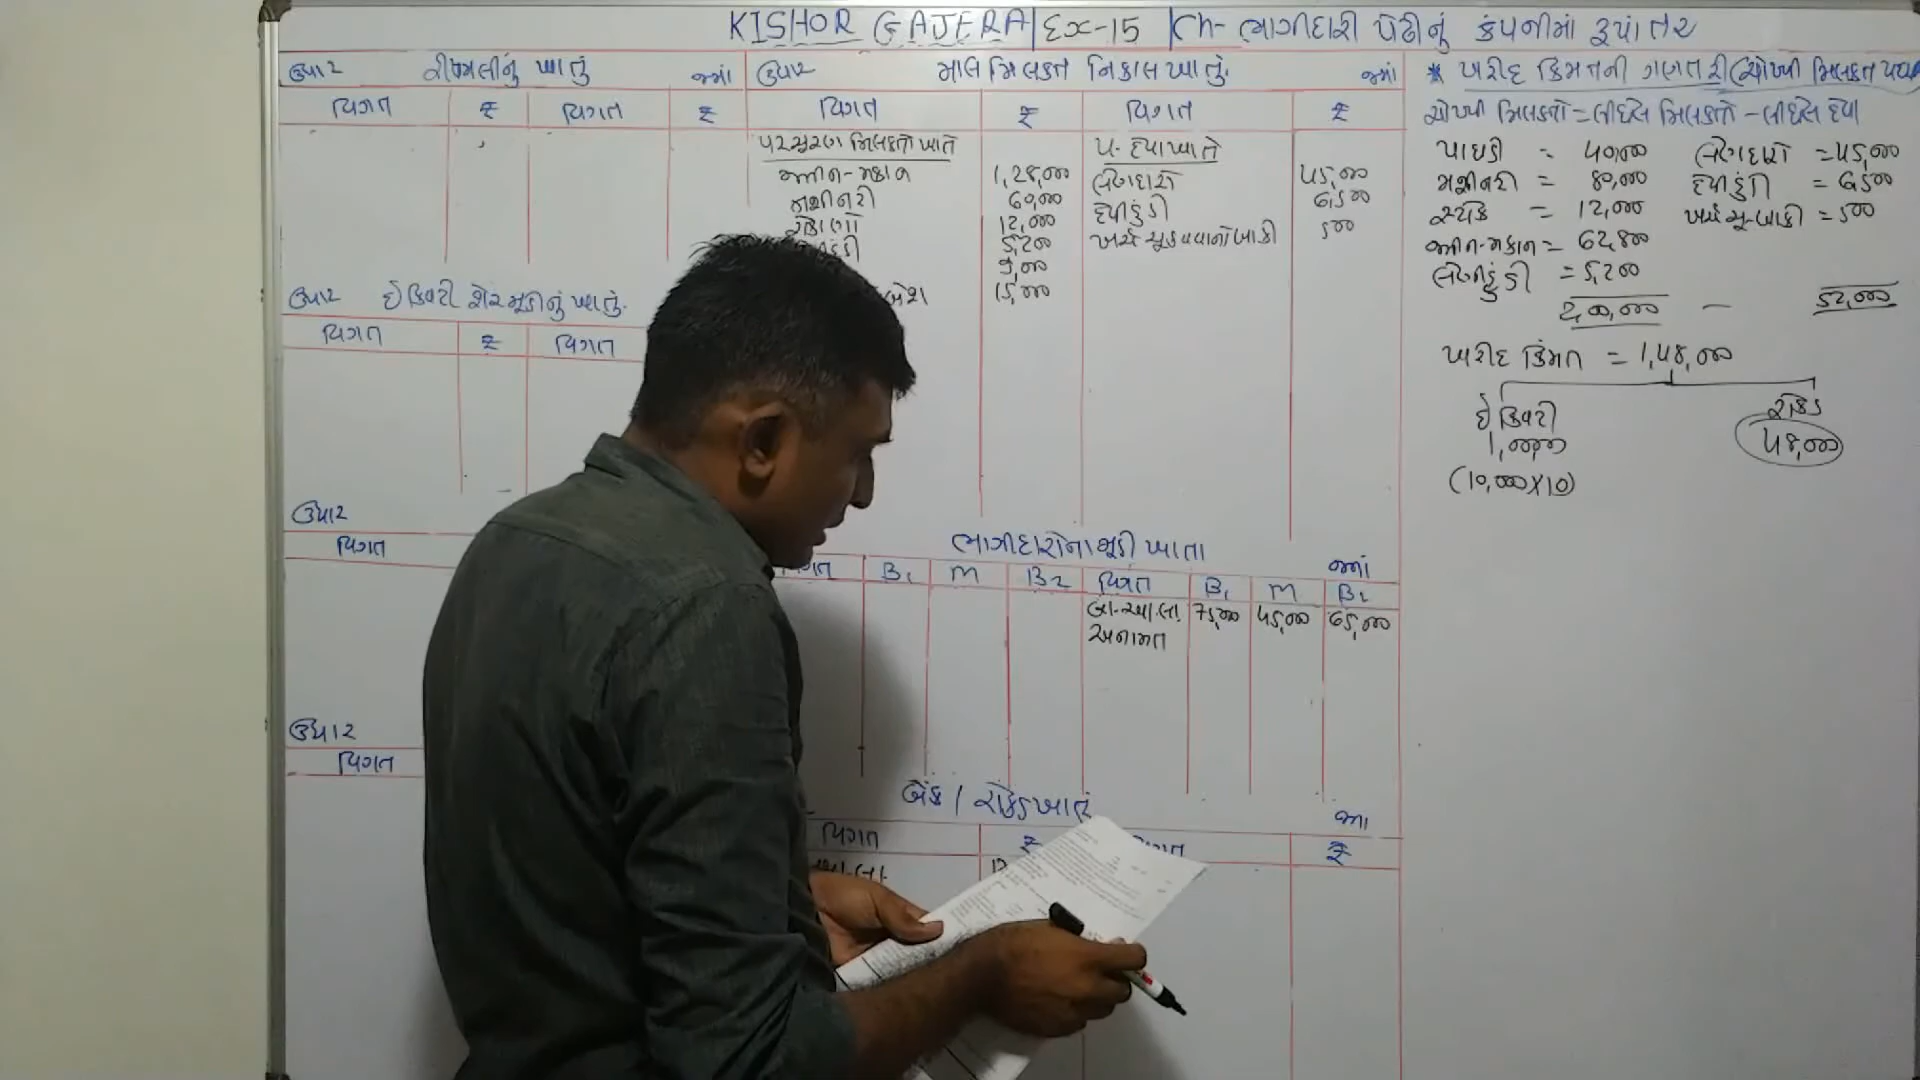 KISHOR GAJERA | EX-15 | Ch- ભાગીદારી પેઢીનું કંપનીમાં રૂપાંતર
ઉધાર ખાતું જમાં
વિગત ₹ વિગત ₹
ઉધાર માલ મિલકત નિકાલ ખાતું. જમાં
વિગત ₹ વિગત ₹
પરચુરણ મિલકતો ખાતે પ. દેવા ખાતે
જમીન-મકાન 1,28,000 લેણદારો 45,000
મશીનરી 60,000 દેવીહુંડી 6,500
રોકાણો 12,000 ખર્ચ ચૂકવવાનો બાકી 500
5,200
9,000
15,000
ઉધાર ઈક્વિટી શેરમૂડીનું ખાતું.
વિગત ₹ વિગત
ઉધાર
વિગત
ભાગીદારોના મૂડી ખાતા જમાં
B1 M B2 વિગત B1 M B2
બા.આ.લા. 75,000 45,000 65,000
અનામત
ઉધાર
વિગત
બેંક / રોકડ ખાતું જમા
વિગત ₹ ₹
* ખરીદ કિંમતની ગણતરી (ચોખ્ખી મિલકત
ચોખ્ખી મિલકતો = લીધેલ મિલકતો - લીધેલ દેવા
પાઘડી = 40,000 લેણદારો = 45,000
મશીનરી = 80,000 દેવીહુંડી = 6500
સ્ટોક = 12,000 ખર્ચ ચૂ. બાકી = 500
જમીન-મકાન = 62,800
લેણીહુંડી = 5,200
2,00,000 - 52,000
ખરીદ કિંમત = 1,48,000
ઈક્વિટી રોકડ
1,00,000 48,000
(10,000×10)